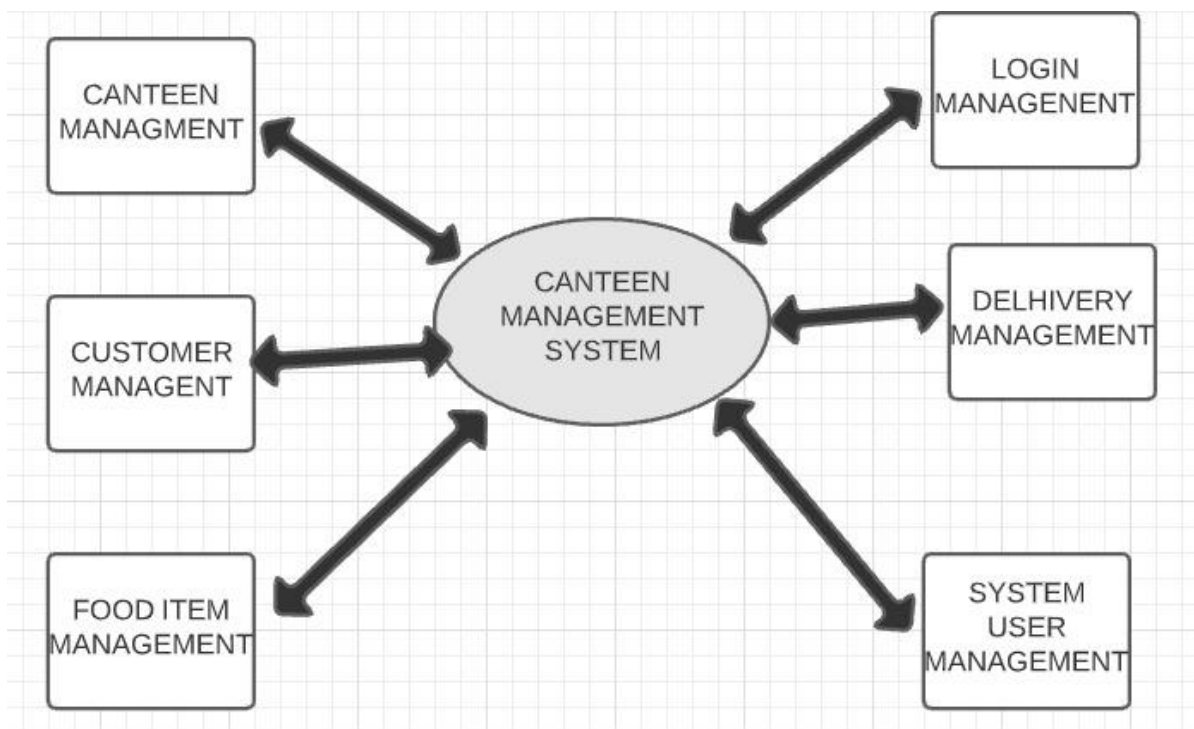 CANTEEN
MANAGMENT
LOGIN
MANAGENENT
CANTEEN
MANAGEMENT
SYSTEM
DELHIVERY
MANAGEMENT
CUSTOMER
MANAGENT
FOOD ITEM
MANAGEMENT
SYSTEM
USER
MANAGEMENT